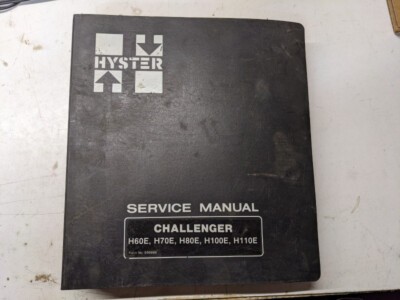 HYSTER
SERVICE MANUAL
CHALLENGER
H60E, H70E, H80E, H100E, H110E